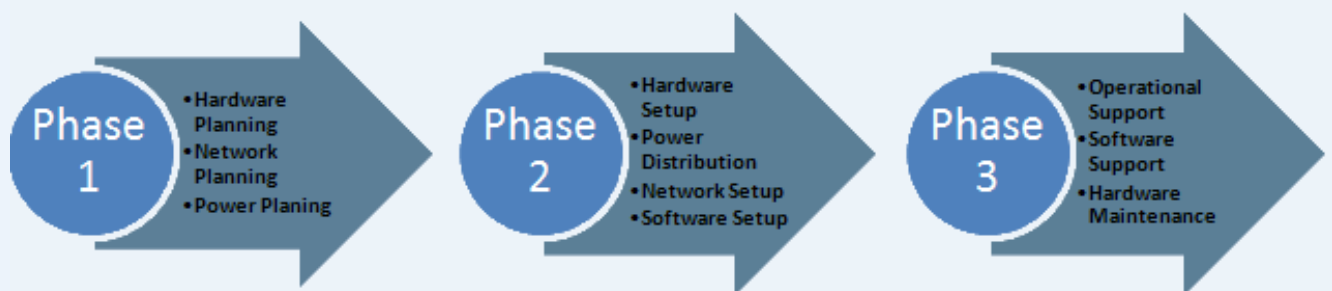 Phase
1
•Hardware
Planning
•Network
Planning
•Power Planing
Phase
2
•Hardware
Setup
•Power
Distribution
•Network Setup
•Software Setup
Phase
3
•Operational
Support
•Software
Support
•Hardware
Maintenance